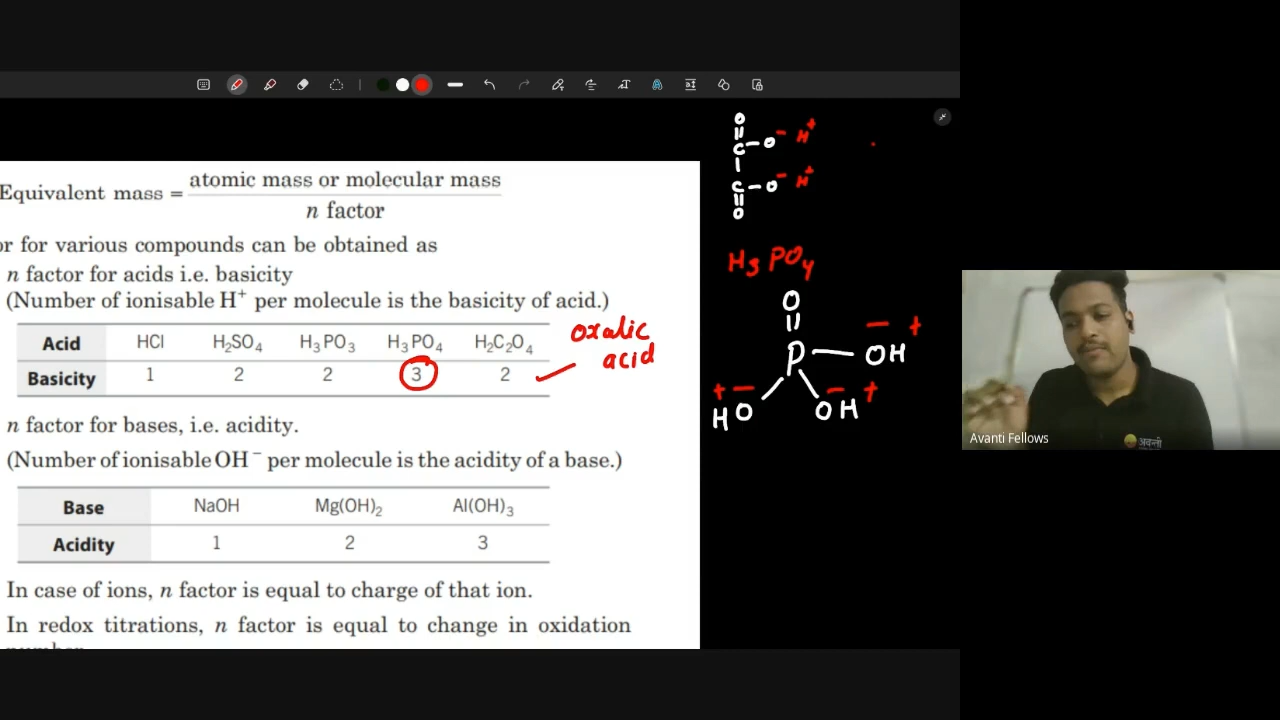 Equivalent mass = atomic mass or molecular mass / n factor
or for various compounds can be obtained as
n factor for acids i.e. basicity
(Number of ionisable H⁺ per molecule is the basicity of acid.)
Acid HCl H₂SO₄ H₃PO₃ H₃PO₄ H₂C₂O₄
Basicity 1 2 2 3 2
oxalic
acid
n factor for bases, i.e. acidity.
(Number of ionisable OH⁻ per molecule is the acidity of a base.)
Base NaOH Mg(OH)₂ Al(OH)₃
Acidity 1 2 3
In case of ions, n factor is equal to charge of that ion.
In redox titrations, n factor is equal to change in oxidation
O
C – O⁻ H⁺
C – O⁻ H⁺
O
H₃PO₄
O
P — OH − +
+ − HO OH − +
Avanti Fellows
अवन्ती